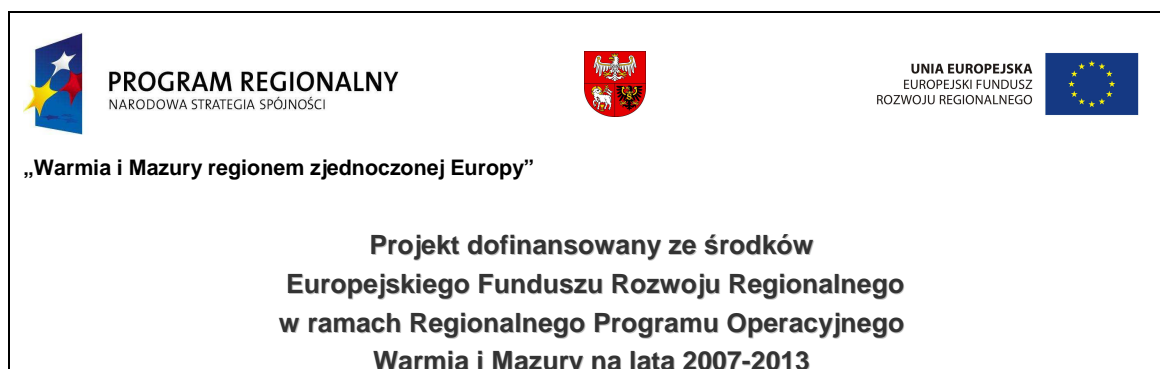 PROGRAM REGIONALNY
NARODOWA STRATEGIA SPÓJNOŚCI
UNIA EUROPEJSKA
EUROPEJSKI FUNDUSZ
ROZWOJU REGIONALNEGO
„Warmia i Mazury regionem zjednoczonej Europy”
Projekt dofinansowany ze środków
Europejskiego Funduszu Rozwoju Regionalnego
w ramach Regionalnego Programu Operacyjnego
Warmia i Mazury na lata 2007-2013